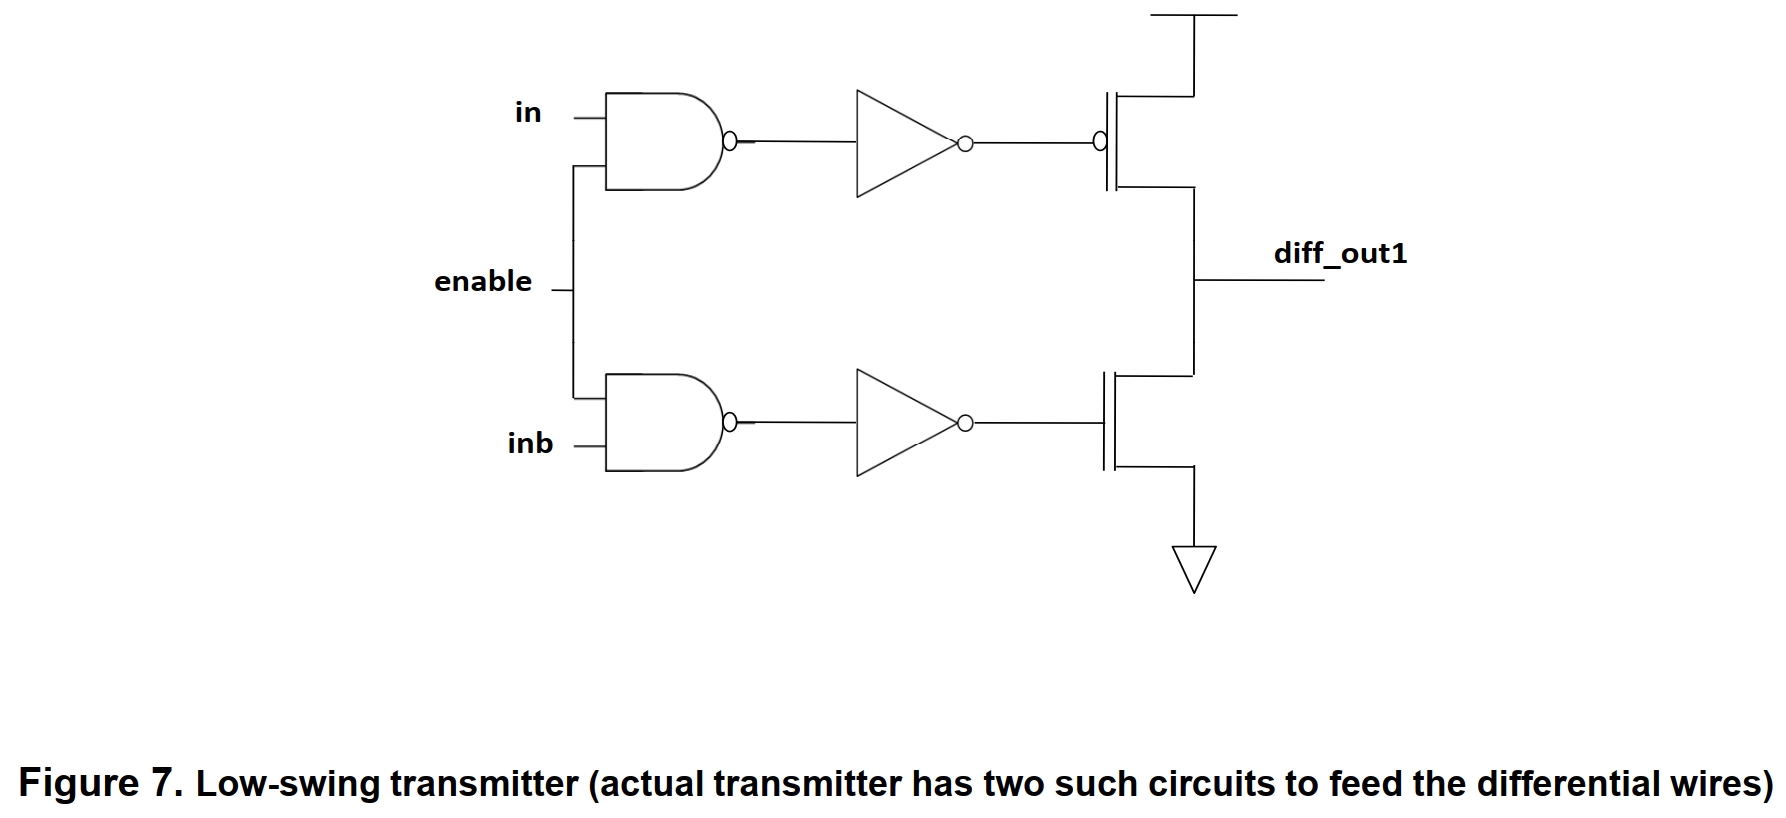 in
diff_out1
enable
inb
Figure 7. Low-swing transmitter (actual transmitter has two such circuits to feed the differential wires)